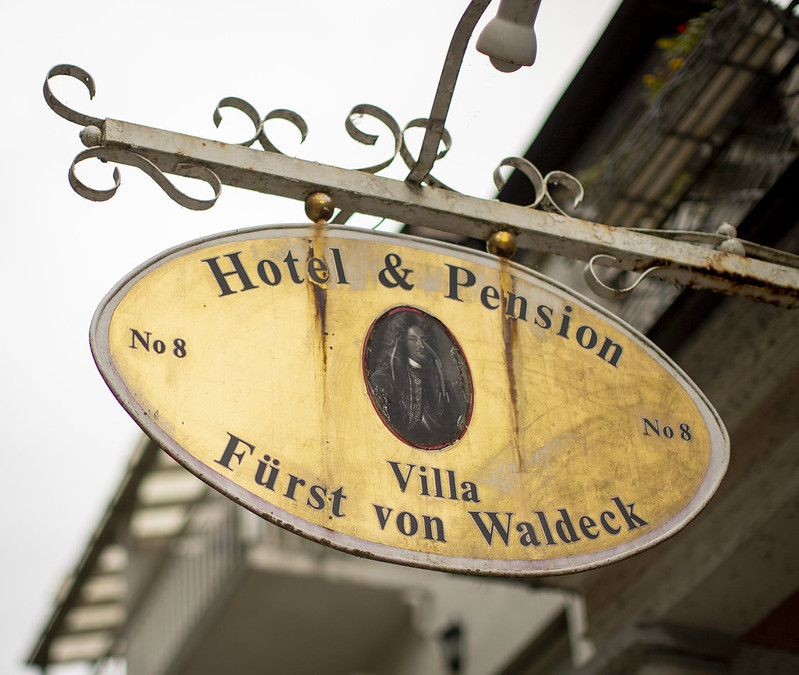 Hotel & Pension
No 8
No 8
Villa
Fürst von Waldeck